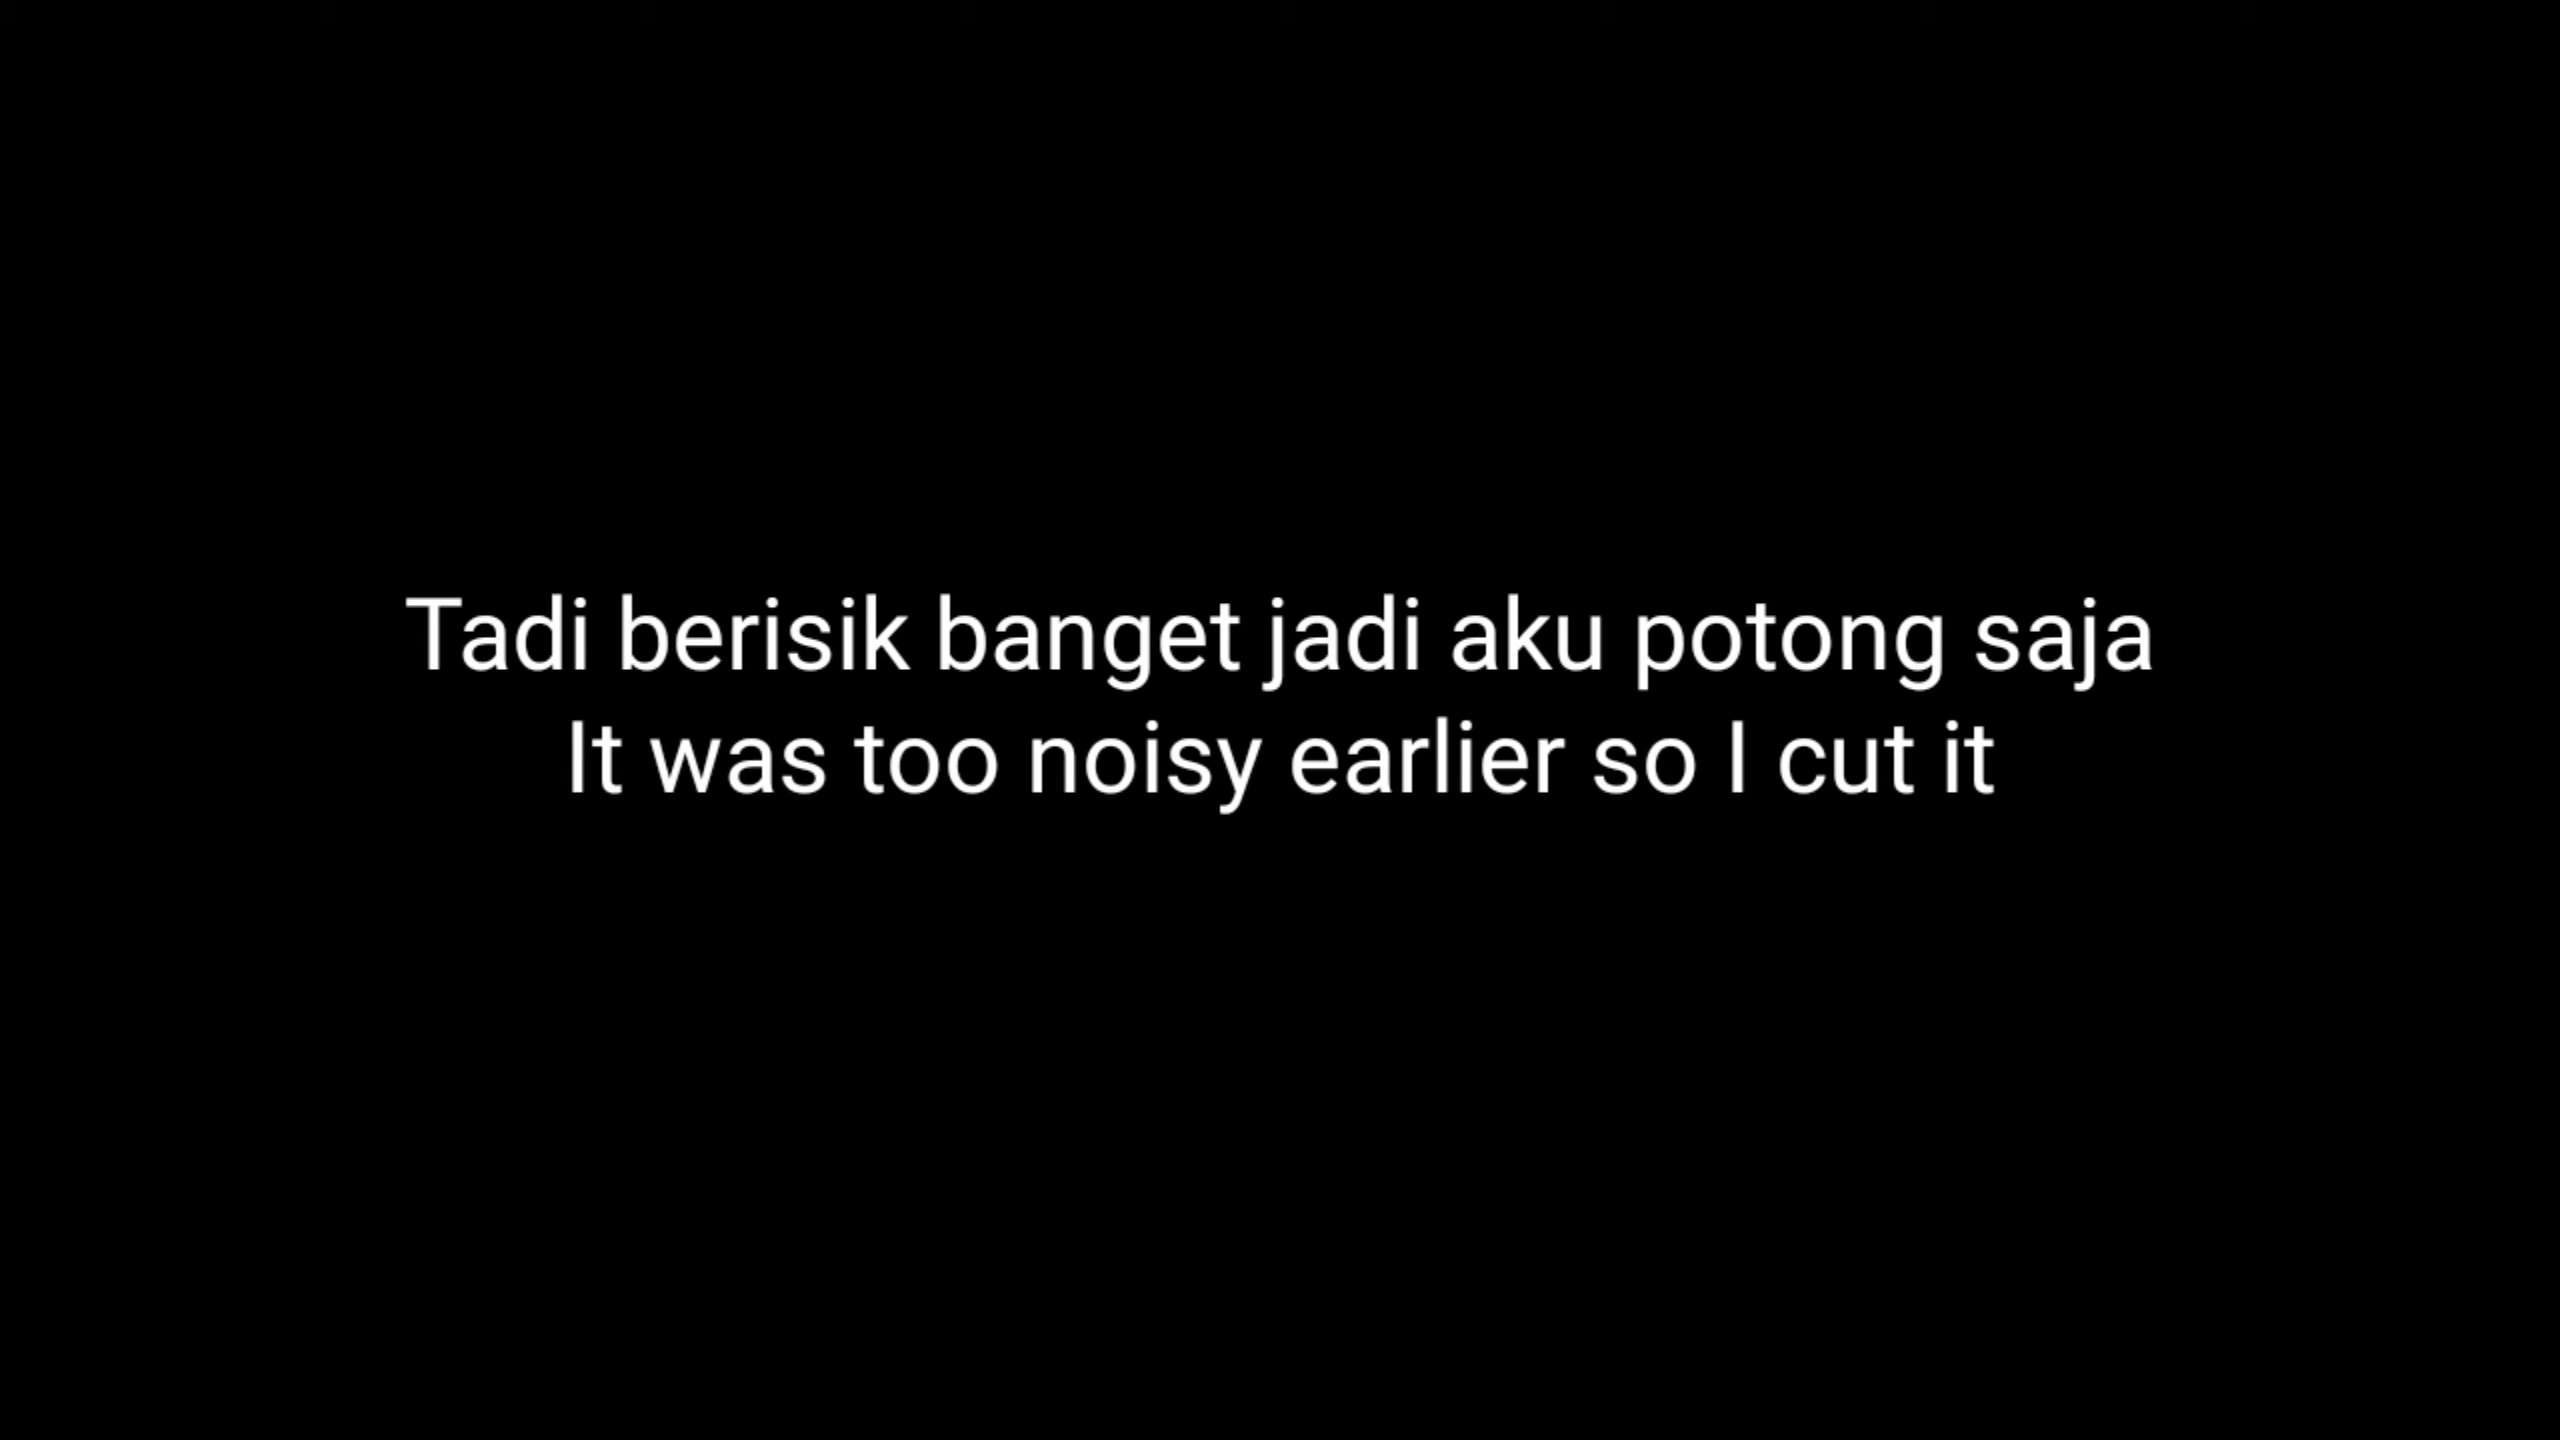 Tadi berisik banget jadi aku potong saja
It was too noisy earlier so I cut it